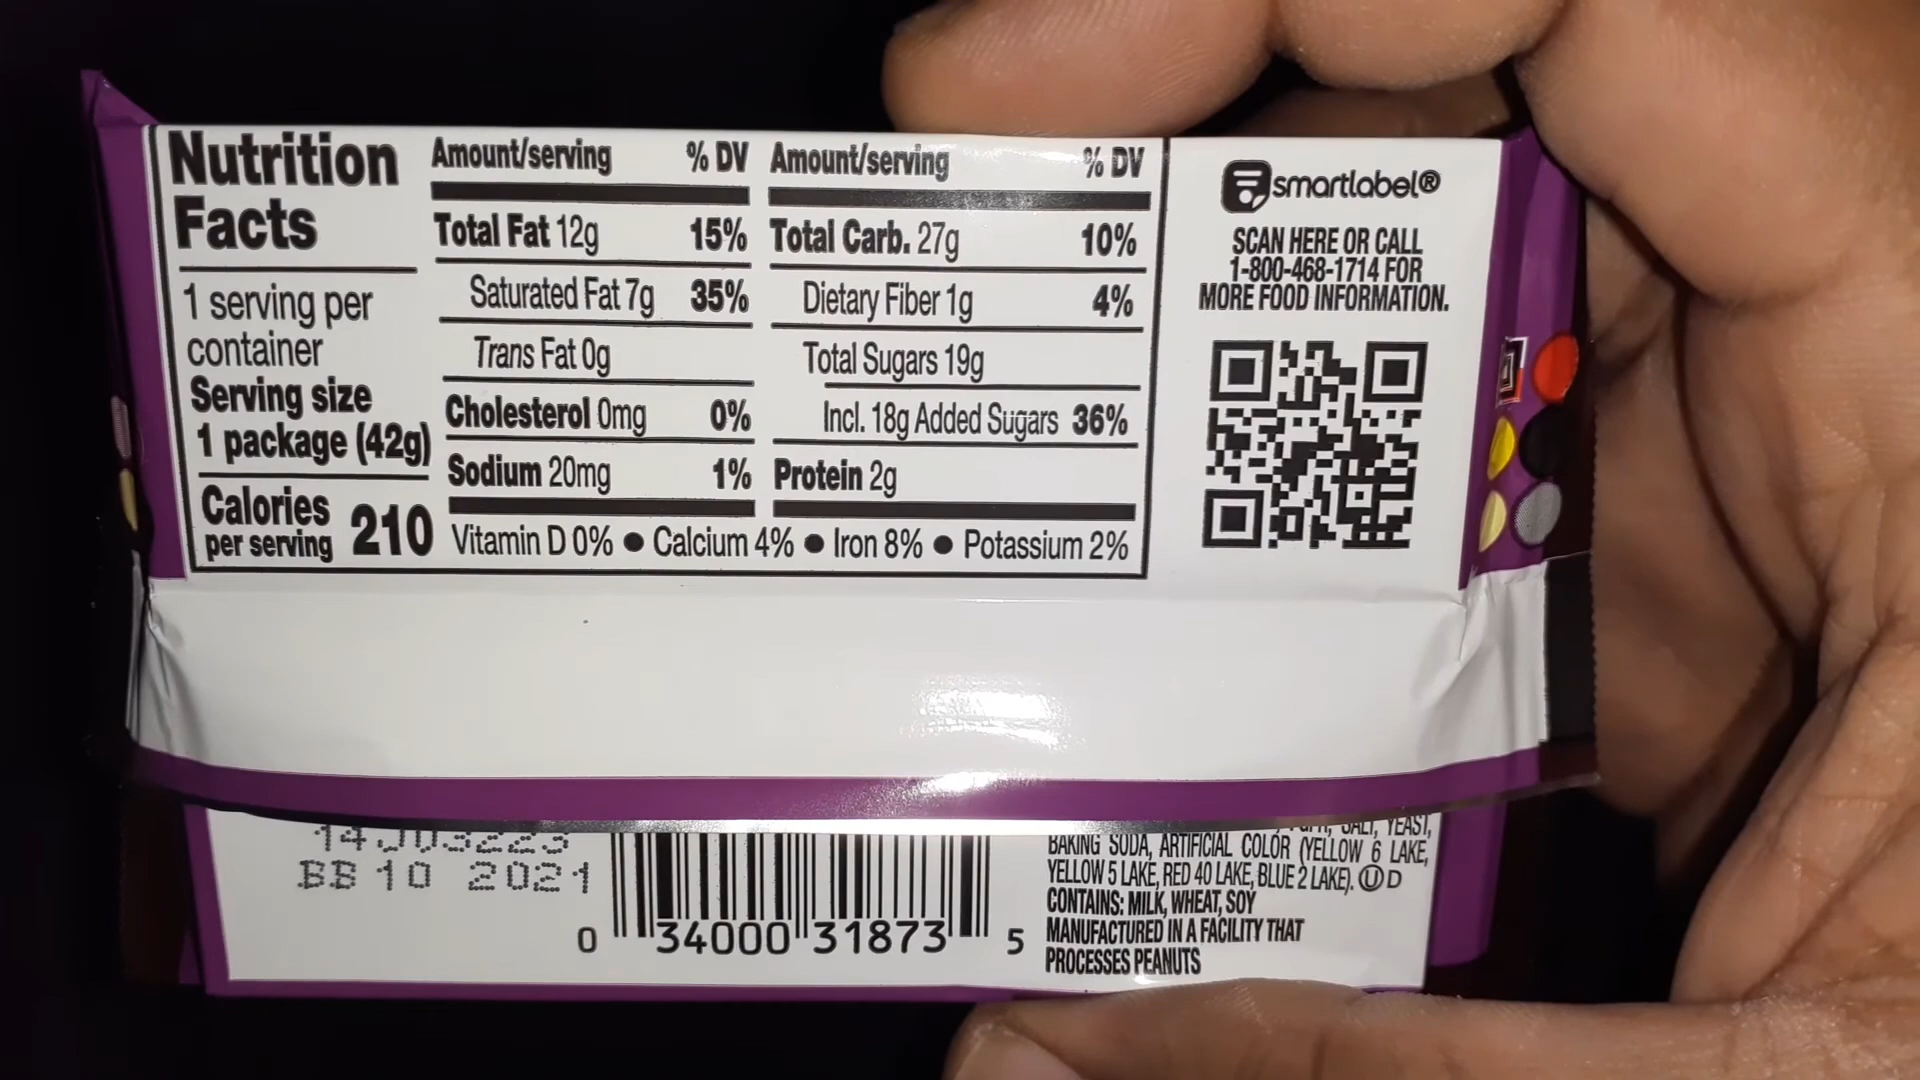 Nutrition
Facts
1 serving per
container
Serving size
1 package (42g)
Calories
per serving 210
Amount/serving % DV
Total Fat 12g 15%
Saturated Fat 7g 35%
Trans Fat 0g
Cholesterol 0mg 0%
Sodium 20mg 1%
Amount/serving % DV
Total Carb. 27g 10%
Dietary Fiber 1g 4%
Total Sugars 19g
Incl. 18g Added Sugars 36%
Protein 2g
Vitamin D 0% ● Calcium 4% ● Iron 8% ● Potassium 2%
smartlabel®
SCAN HERE OR CALL
1-800-468-1714 FOR
MORE FOOD INFORMATION.
BB 10 2021
0 34000 31873 5
SALT, YEAST,
BAKING SODA, ARTIFICIAL COLOR (YELLOW 6 LAKE,
YELLOW 5 LAKE, RED 40 LAKE, BLUE 2 LAKE). Ⓤ D
CONTAINS: MILK, WHEAT, SOY
MANUFACTURED IN A FACILITY THAT
PROCESSES PEANUTS